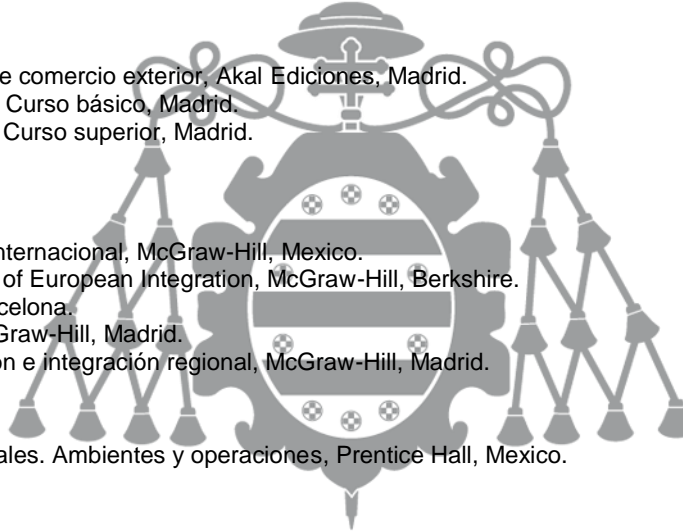 e comercio exterior, Akal Ediciones, Madrid.
Curso básico, Madrid.
Curso superior, Madrid.
nternacional, McGraw-Hill, Mexico.
of European Integration, McGraw-Hill, Berkshire.
celona.
Graw-Hill, Madrid.
ón e integración regional, McGraw-Hill, Madrid.
ales. Ambientes y operaciones, Prentice Hall, Mexico.